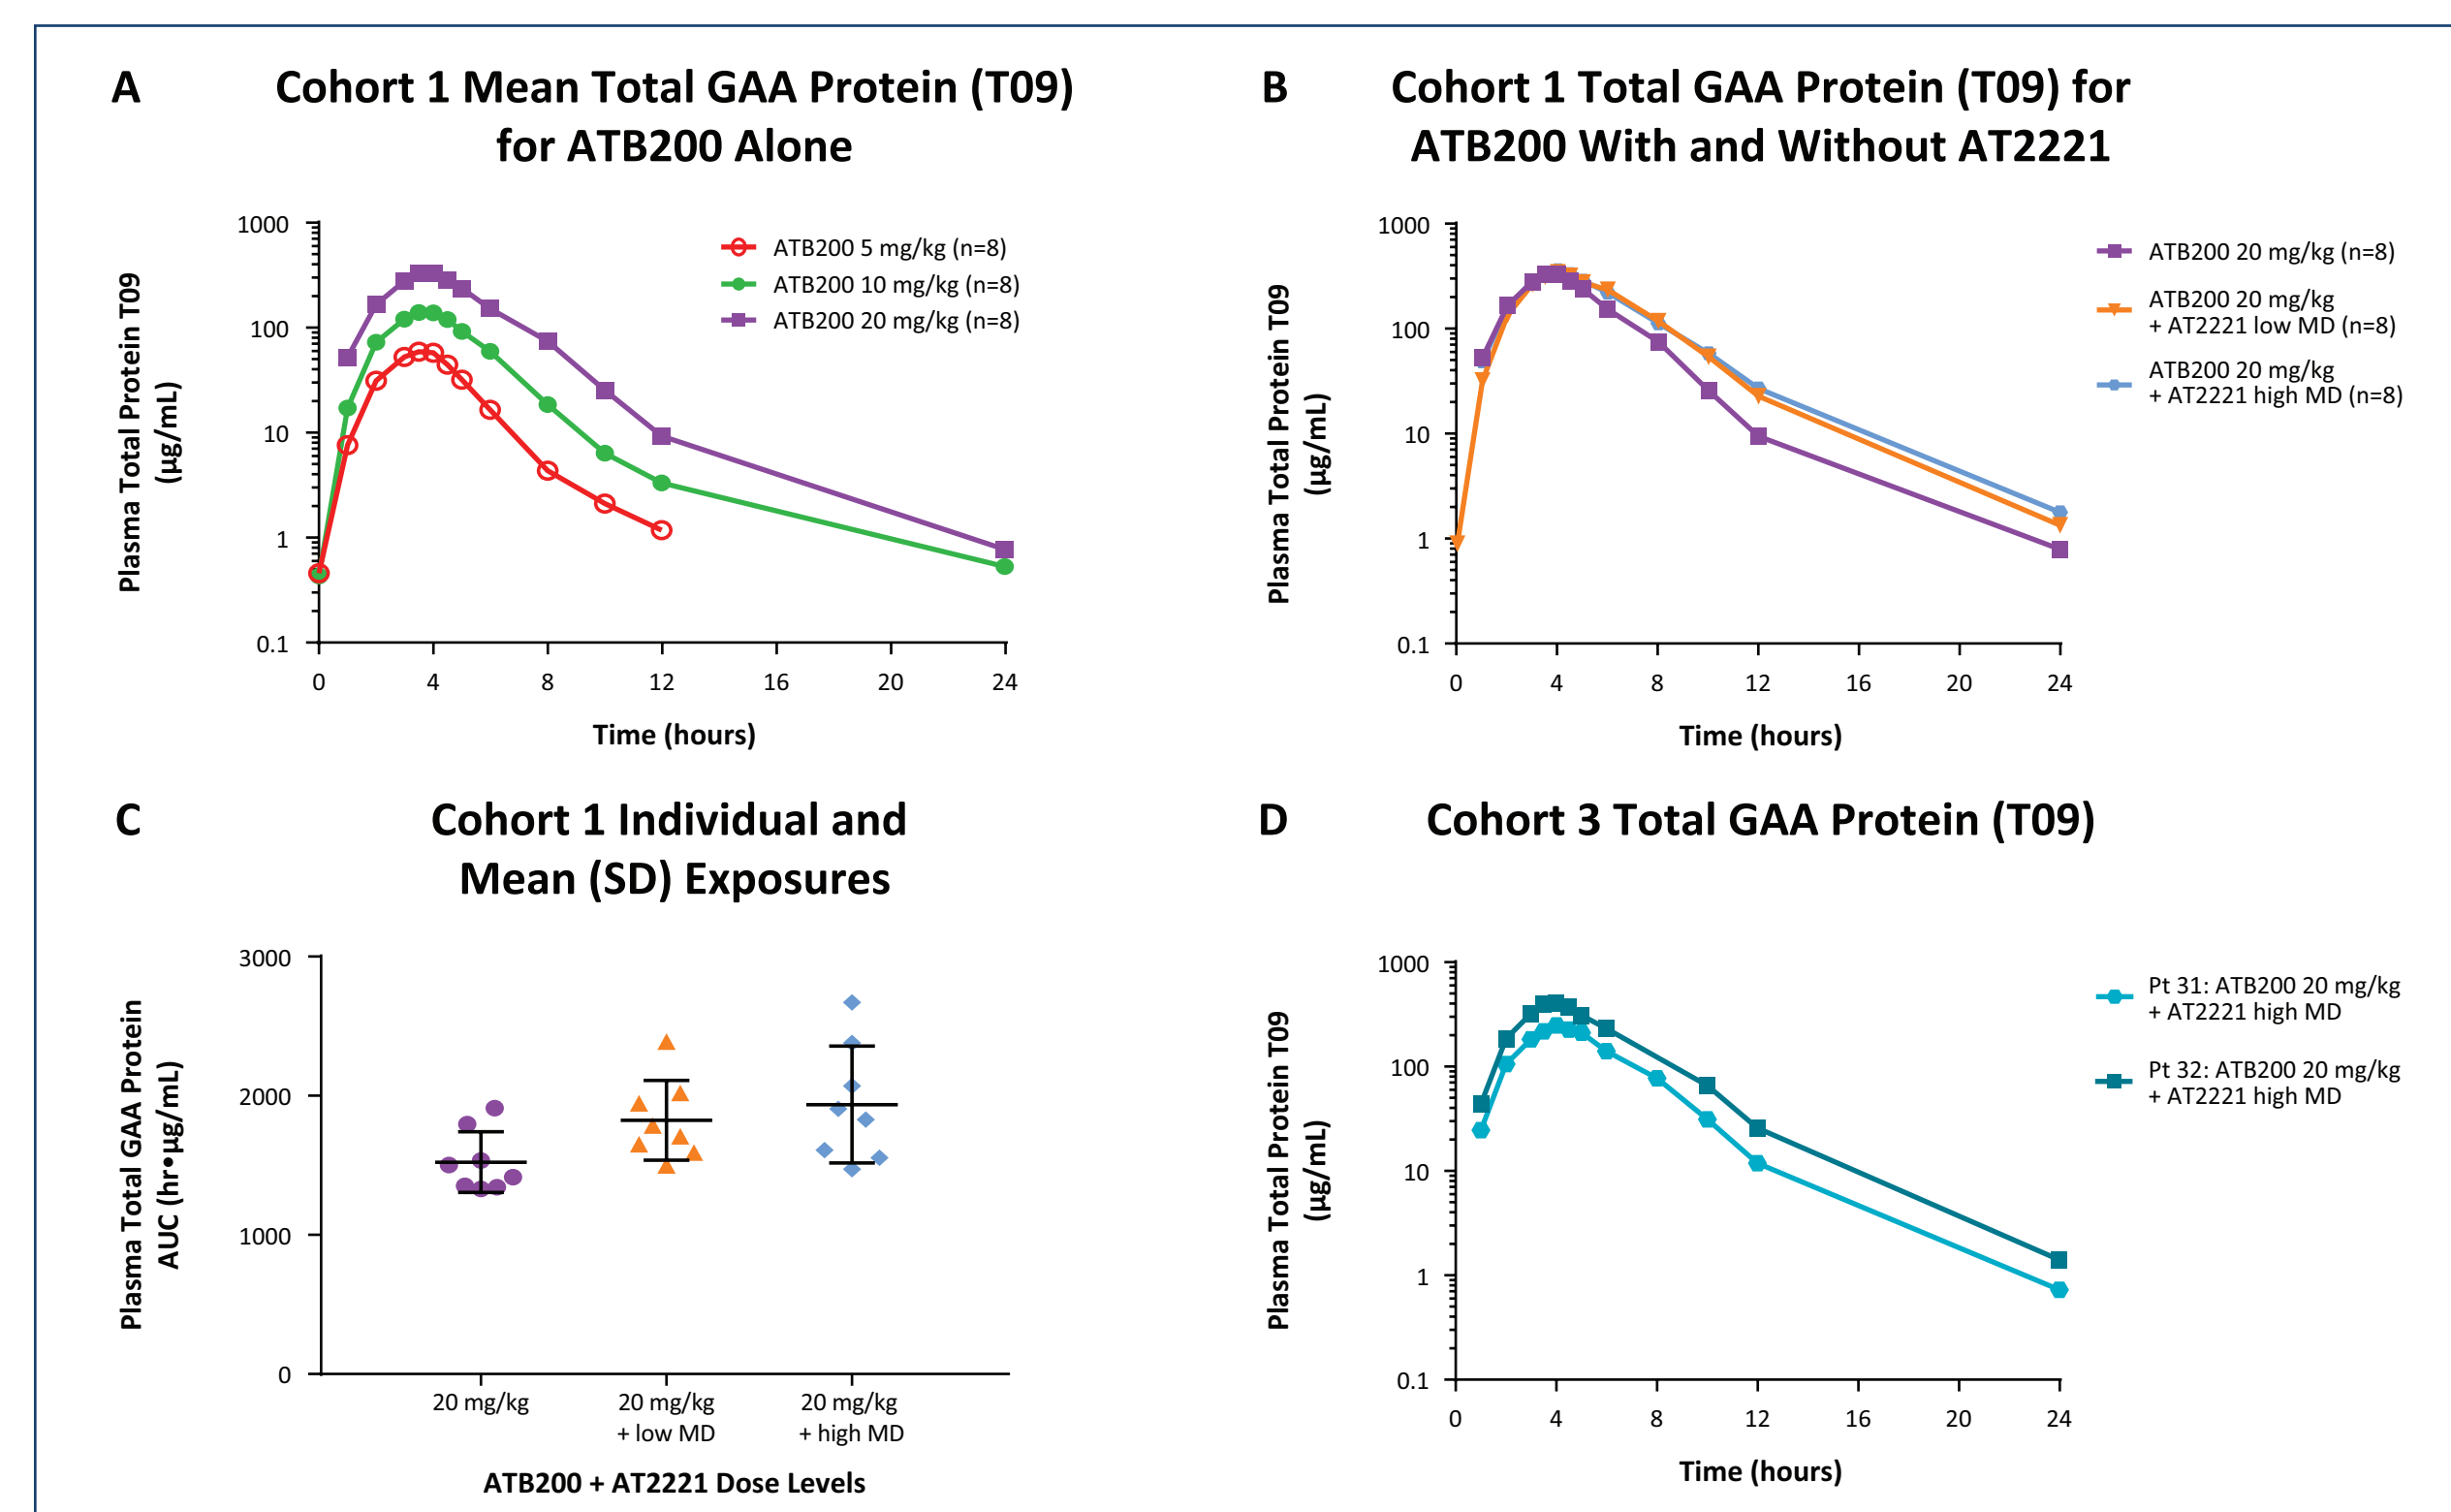 A
Cohort 1 Mean Total GAA Protein (T09)
for ATB200 Alone
Plasma Total Protein T09
(µg/mL)
1000
100
10
1
0.1
0 4 8 12 16 20 24
Time (hours)
ATB200 5 mg/kg (n=8)
ATB200 10 mg/kg (n=8)
ATB200 20 mg/kg (n=8)
B
Cohort 1 Total GAA Protein (T09) for
ATB200 With and Without AT2221
Plasma Total Protein T09
(µg/mL)
1000
100
10
1
0.1
0 4 8 12 16 20 24
Time (hours)
ATB200 20 mg/kg (n=8)
ATB200 20 mg/kg
+ AT2221 low MD (n=8)
ATB200 20 mg/kg
+ AT2221 high MD (n=8)
C
Cohort 1 Individual and
Mean (SD) Exposures
Plasma Total GAA Protein
AUC (hr•µg/mL)
3000
2000
1000
0
20 mg/kg
20 mg/kg
+ low MD
20 mg/kg
+ high MD
ATB200 + AT2221 Dose Levels
D
Cohort 3 Total GAA Protein (T09)
Plasma Total Protein T09
(µg/mL)
1000
100
10
1
0.1
0 4 8 12 16 20 24
Time (hours)
Pt 31: ATB200 20 mg/kg
+ AT2221 high MD
Pt 32: ATB200 20 mg/kg
+ AT2221 high MD